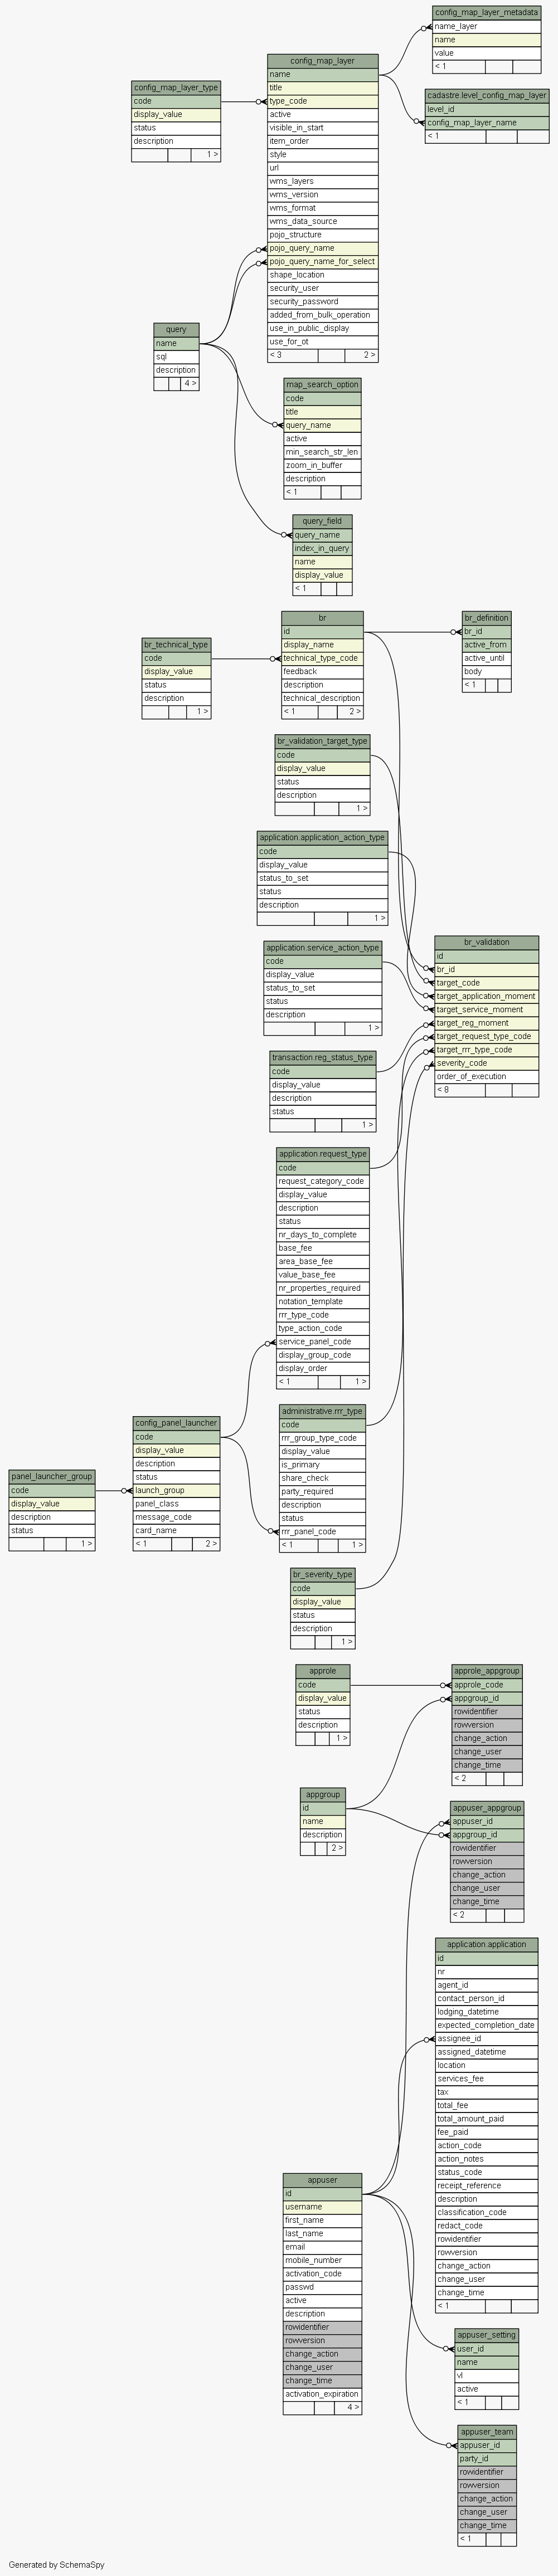 config_map_layer_metadata
name_layer
name
value
< 1
config_map_layer
name
title
type_code
active
visible_in_start
item_order
style
url
wms_layers
wms_version
wms_format
wms_data_source
pojo_structure
pojo_query_name
pojo_query_name_for_select
shape_location
security_user
security_password
added_from_bulk_operation
use_in_public_display
use_for_ot
< 3 2 >
config_map_layer_type
code
display_value
status
description
1 >
cadastre.level_config_map_layer
level_id
config_map_layer_name
< 1
query
name
sql
description
4 >
map_search_option
code
title
query_name
active
min_search_str_len
zoom_in_buffer
description
< 1
query_field
query_name
index_in_query
name
display_value
< 1
br
id
display_name
technical_type_code
feedback
description
technical_description
< 1 2 >
br_definition
br_id
active_from
active_until
body
< 1
br_technical_type
code
display_value
status
description
1 >
br_validation_target_type
code
display_value
status
description
1 >
application.application_action_type
code
display_value
status_to_set
status
description
1 >
br_validation
id
br_id
target_code
target_application_moment
target_service_moment
target_reg_moment
target_request_type_code
target_rrr_type_code
severity_code
order_of_execution
< 8
application.service_action_type
code
display_value
status_to_set
status
description
1 >
transaction.reg_status_type
code
display_value
description
status
1 >
application.request_type
code
request_category_code
display_value
description
status
nr_days_to_complete
base_fee
area_base_fee
value_base_fee
nr_properties_required
notation_template
rrr_type_code
type_action_code
service_panel_code
display_group_code
display_order
< 1 1 >
administrative.rrr_type
code
rrr_group_type_code
display_value
is_primary
share_check
party_required
description
status
rrr_panel_code
< 1 1 >
config_panel_launcher
code
display_value
description
status
launch_group
panel_class
message_code
card_name
< 1 2 >
panel_launcher_group
code
display_value
description
status
1 >
br_severity_type
code
display_value
status
description
1 >
approle
code
display_value
status
description
1 >
approle_appgroup
approle_code
appgroup_id
rowidentifier
rowversion
change_action
change_user
change_time
< 2
appgroup
id
name
description
2 >
appuser_appgroup
appuser_id
appgroup_id
rowidentifier
rowversion
change_action
change_user
change_time
< 2
application.application
id
nr
agent_id
contact_person_id
lodging_datetime
expected_completion_date
assignee_id
assigned_datetime
location
services_fee
tax
total_fee
total_amount_paid
fee_paid
action_code
action_notes
status_code
receipt_reference
description
classification_code
redact_code
rowidentifier
rowversion
change_action
change_user
change_time
< 1
appuser
id
username
first_name
last_name
email
mobile_number
activation_code
passwd
active
description
rowidentifier
rowversion
change_action
change_user
change_time
activation_expiration
4 >
appuser_setting
user_id
name
vl
active
< 1
appuser_team
appuser_id
party_id
rowidentifier
rowversion
change_action
change_user
change_time
< 1
Generated by SchemaSpy